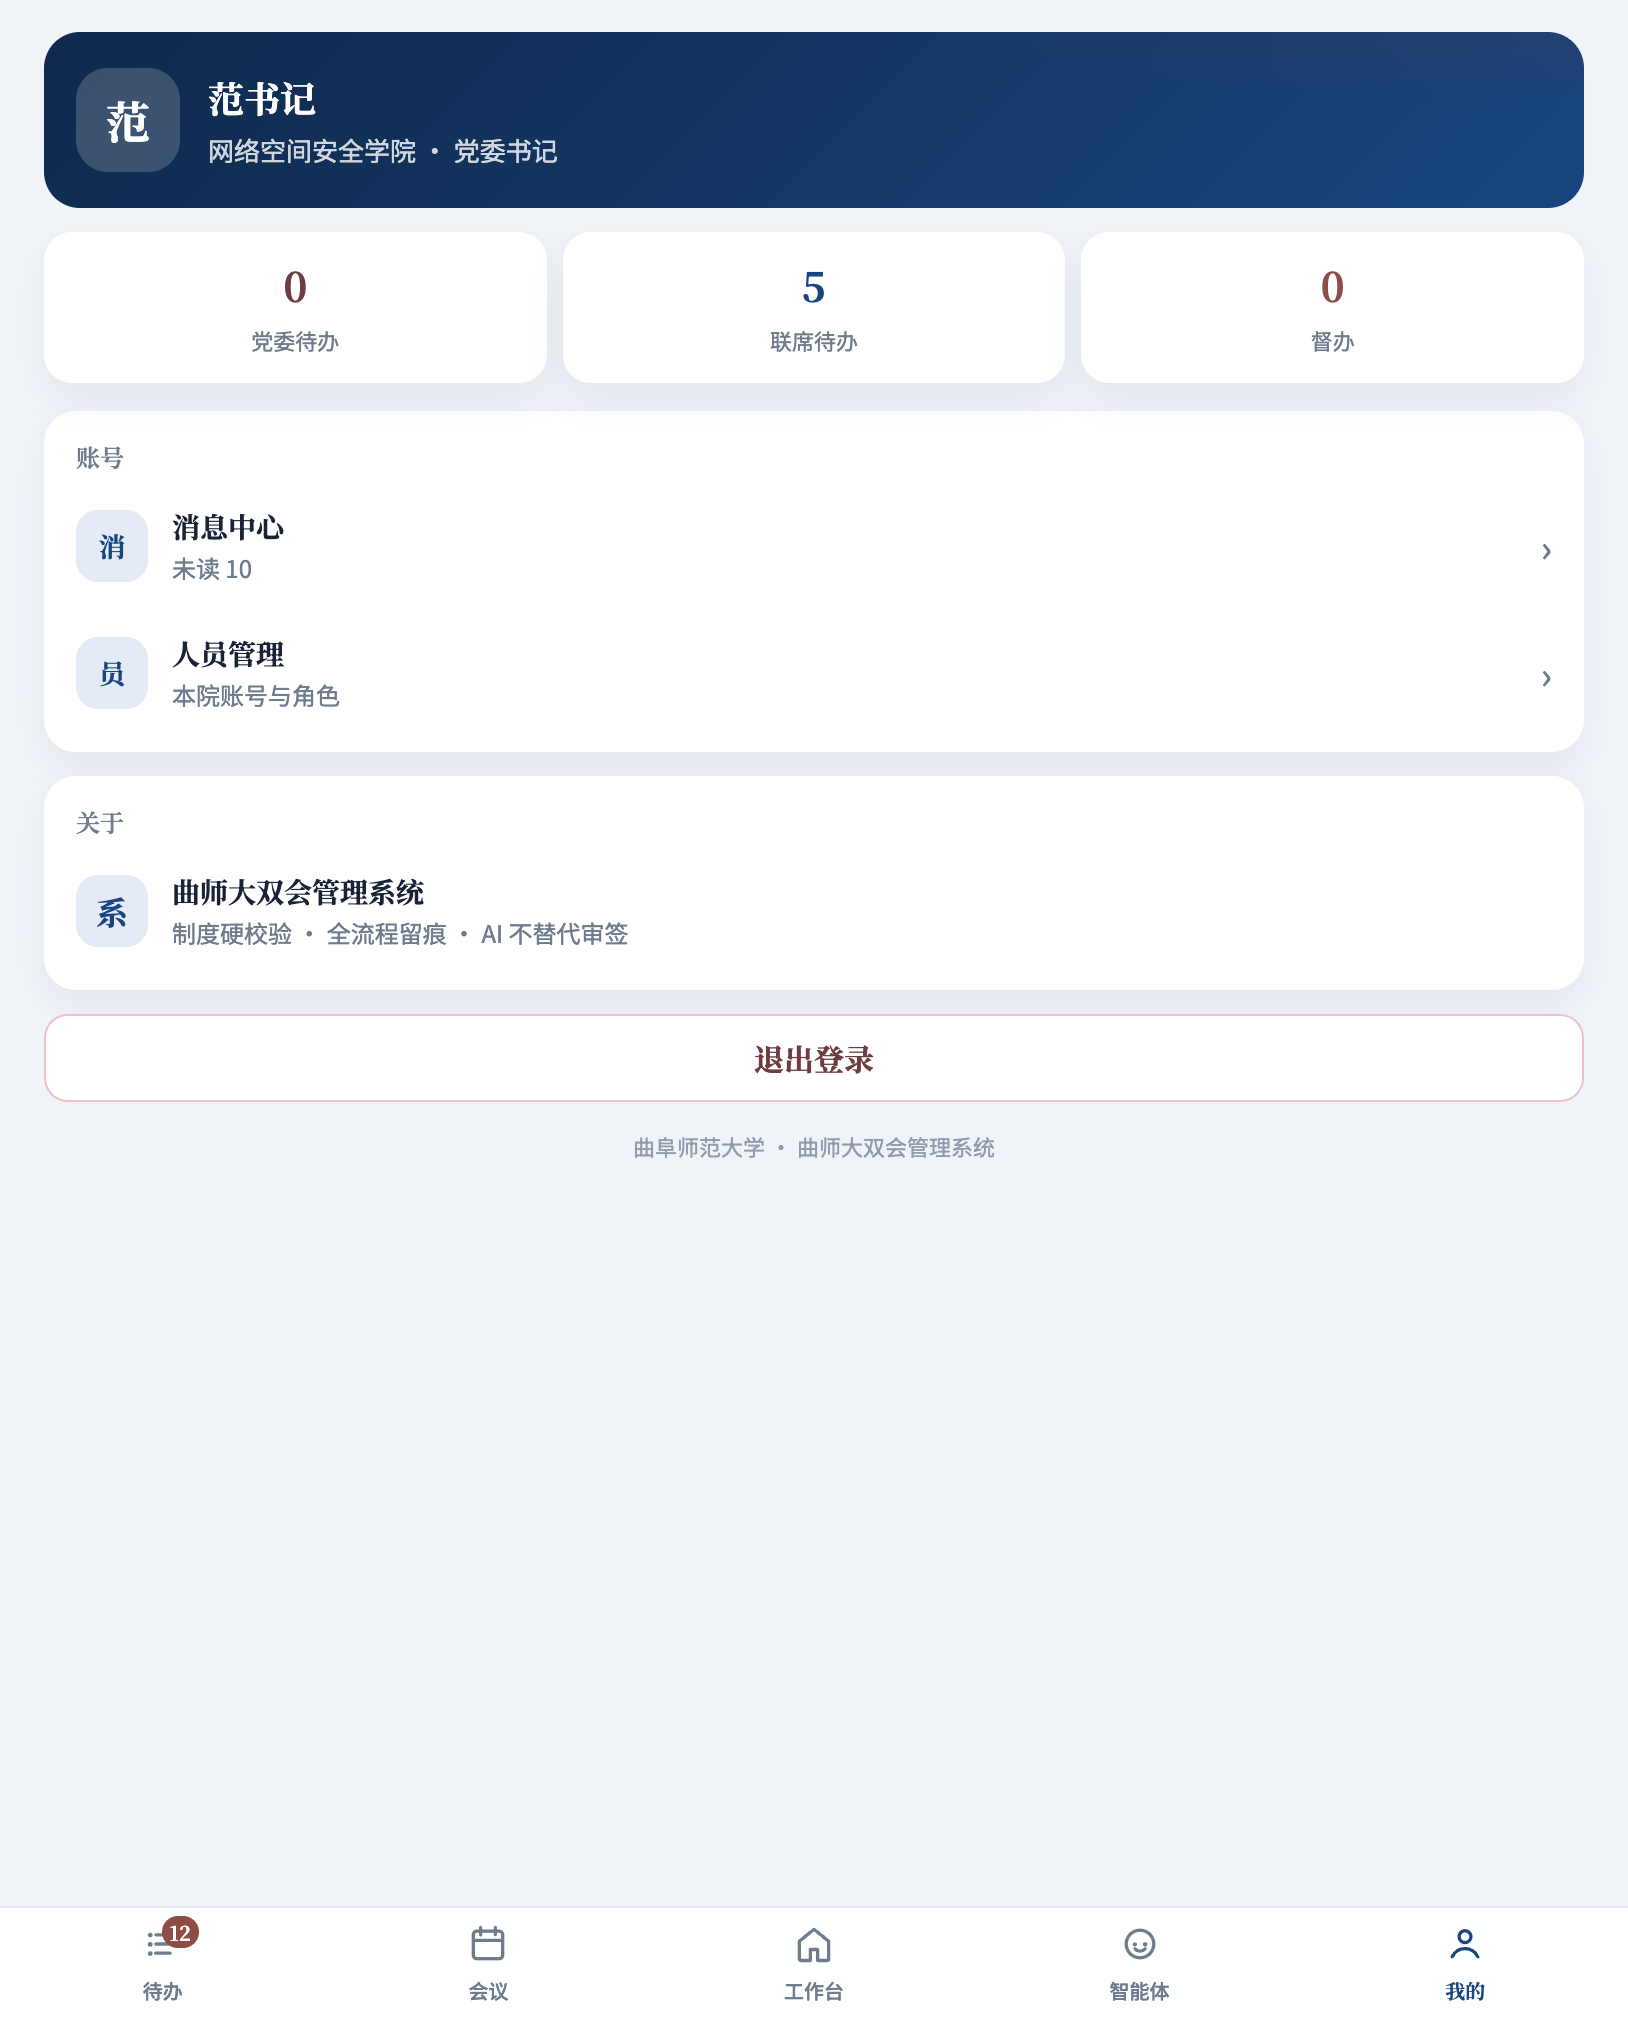 范
范书记
网络空间安全学院 · 党委书记
0
党委待办
5
联席待办
0
督办
账号
消
消息中心
未读 10
›
员
人员管理
本院账号与角色
›
关于
系
曲师大双会管理系统
制度硬校验 · 全流程留痕 · AI 不替代审签
退出登录
曲阜师范大学 · 曲师大双会管理系统
12
待办
会议
工作台
智能体
我的